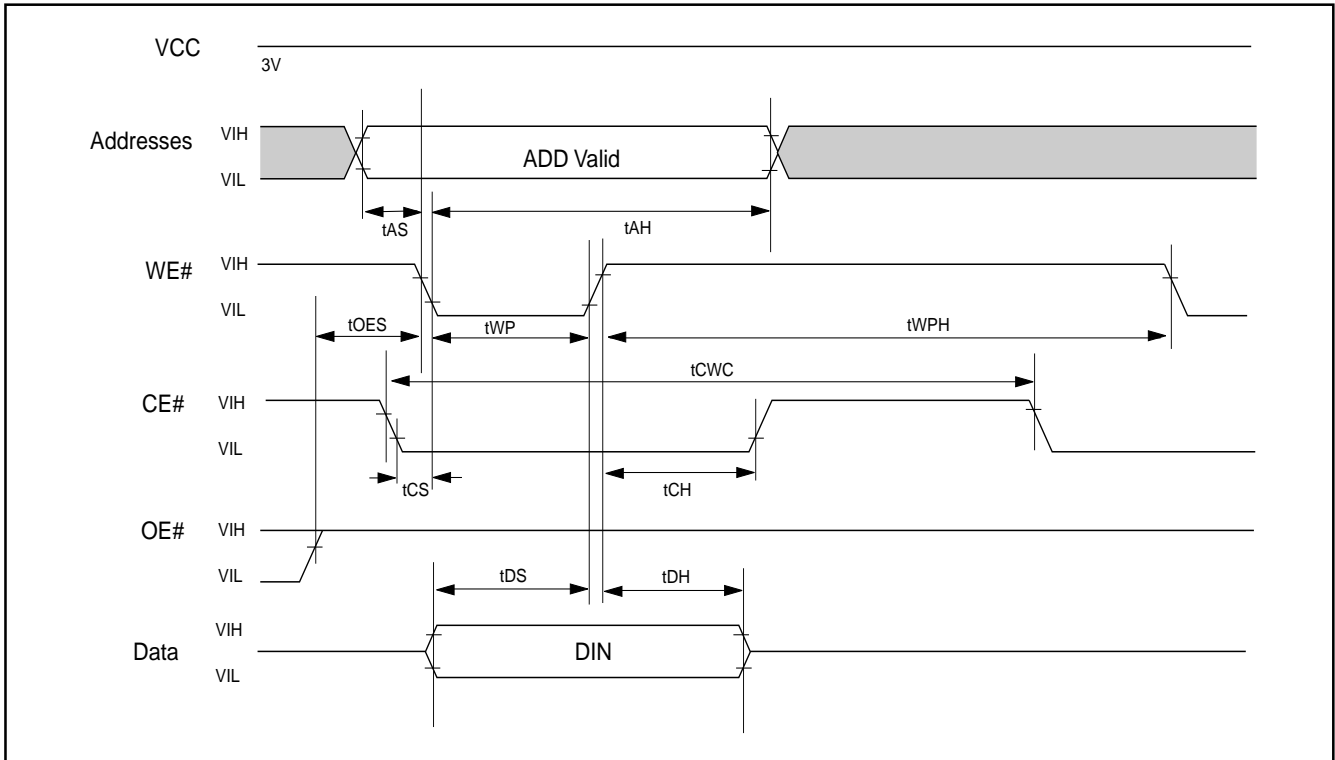 VCC
3V
Addresses
VIH
VIL
ADD Valid
tAS
tAH
WE#
VIH
VIL
tOES
tWP
tWPH
tCWC
CE#
VIH
VIL
tCS
tCH
OE#
VIH
VIL
tDS
tDH
Data
VIH
VIL
DIN